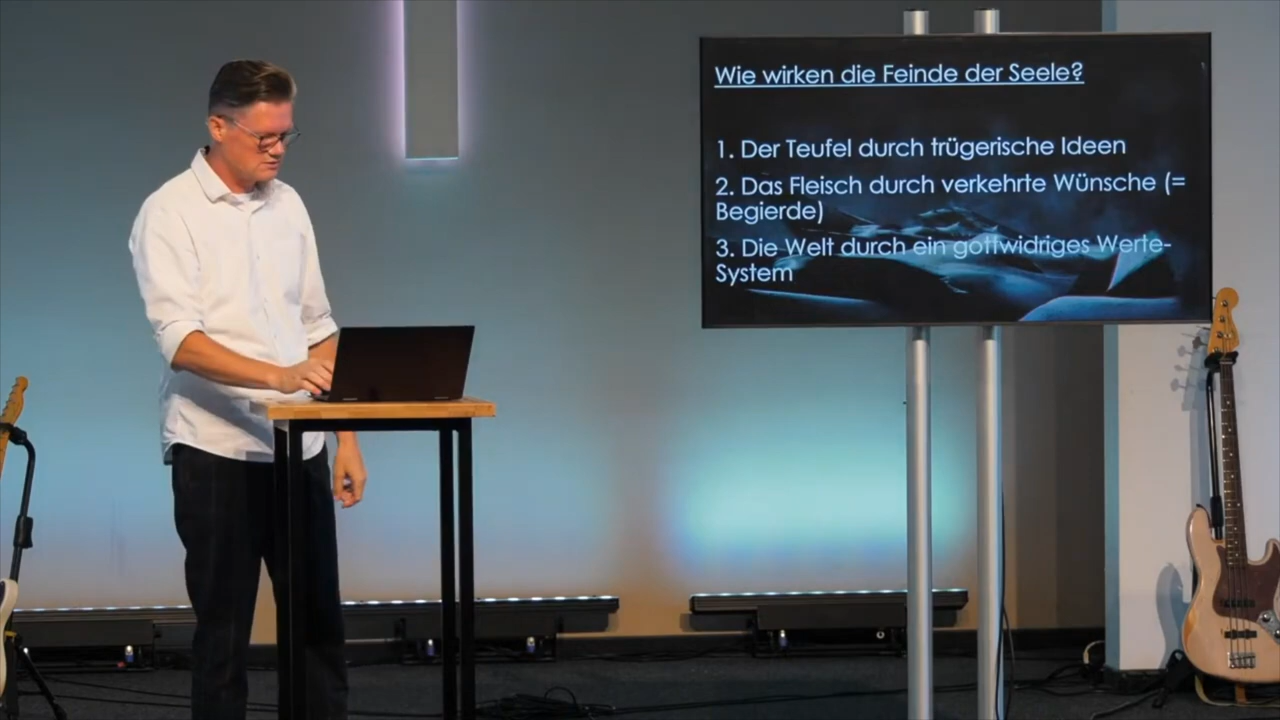 Wie wirken die Feinde der Seele?
1. Der Teufel durch trügerische Ideen
2. Das Fleisch durch verkehrte Wünsche (=
Begierde)
3. Die Welt durch ein gottwidriges Werte-
System